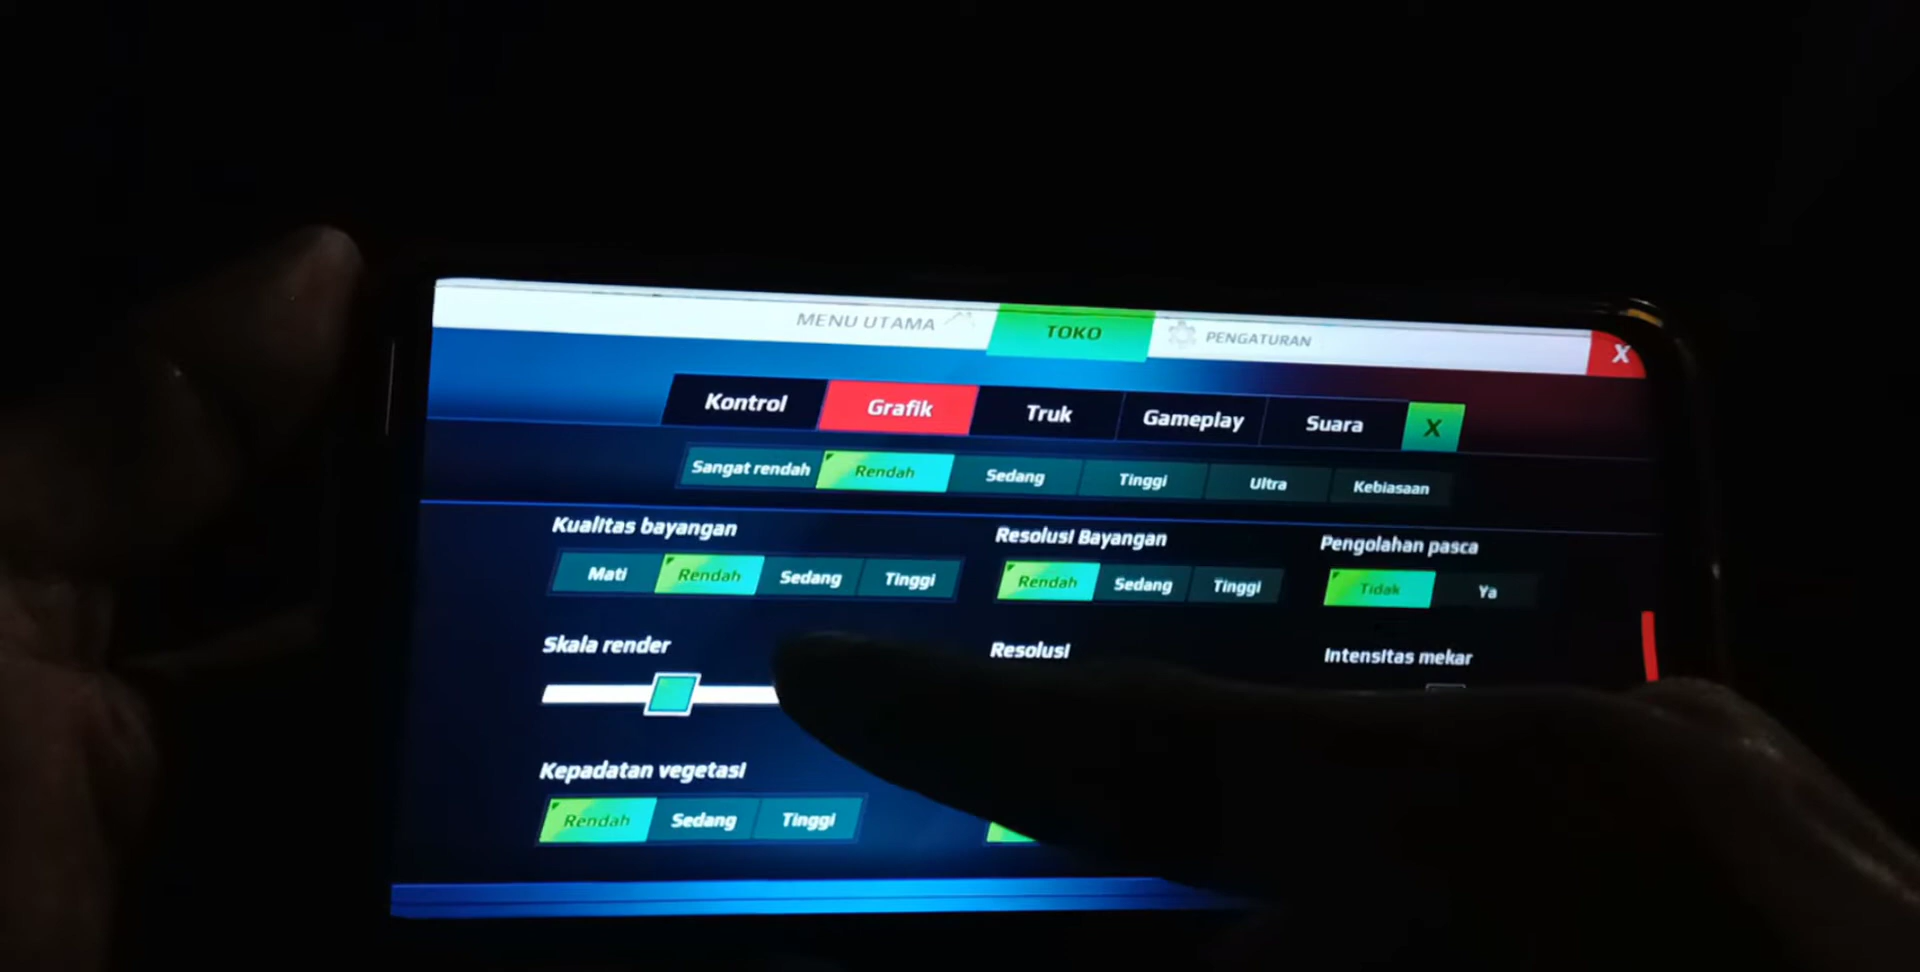 MENU UTAMA
TOKO
PENGATURAN
X
Kontrol
Grafik
Truk
Gameplay
Suara
X
Sangat rendah
Rendah
Sedang
Tinggi
Ultra
Kebiasaan
Kualitas bayangan
Resolusi Bayangan
Pengolahan pasca
Mati
Rendah
Sedang
Tinggi
Rendah
Sedang
Tinggi
Tidak
Ya
Skala render
Resolusi
Intensitas mekar
Kepadatan vegetasi
Rendah
Sedang
Tinggi